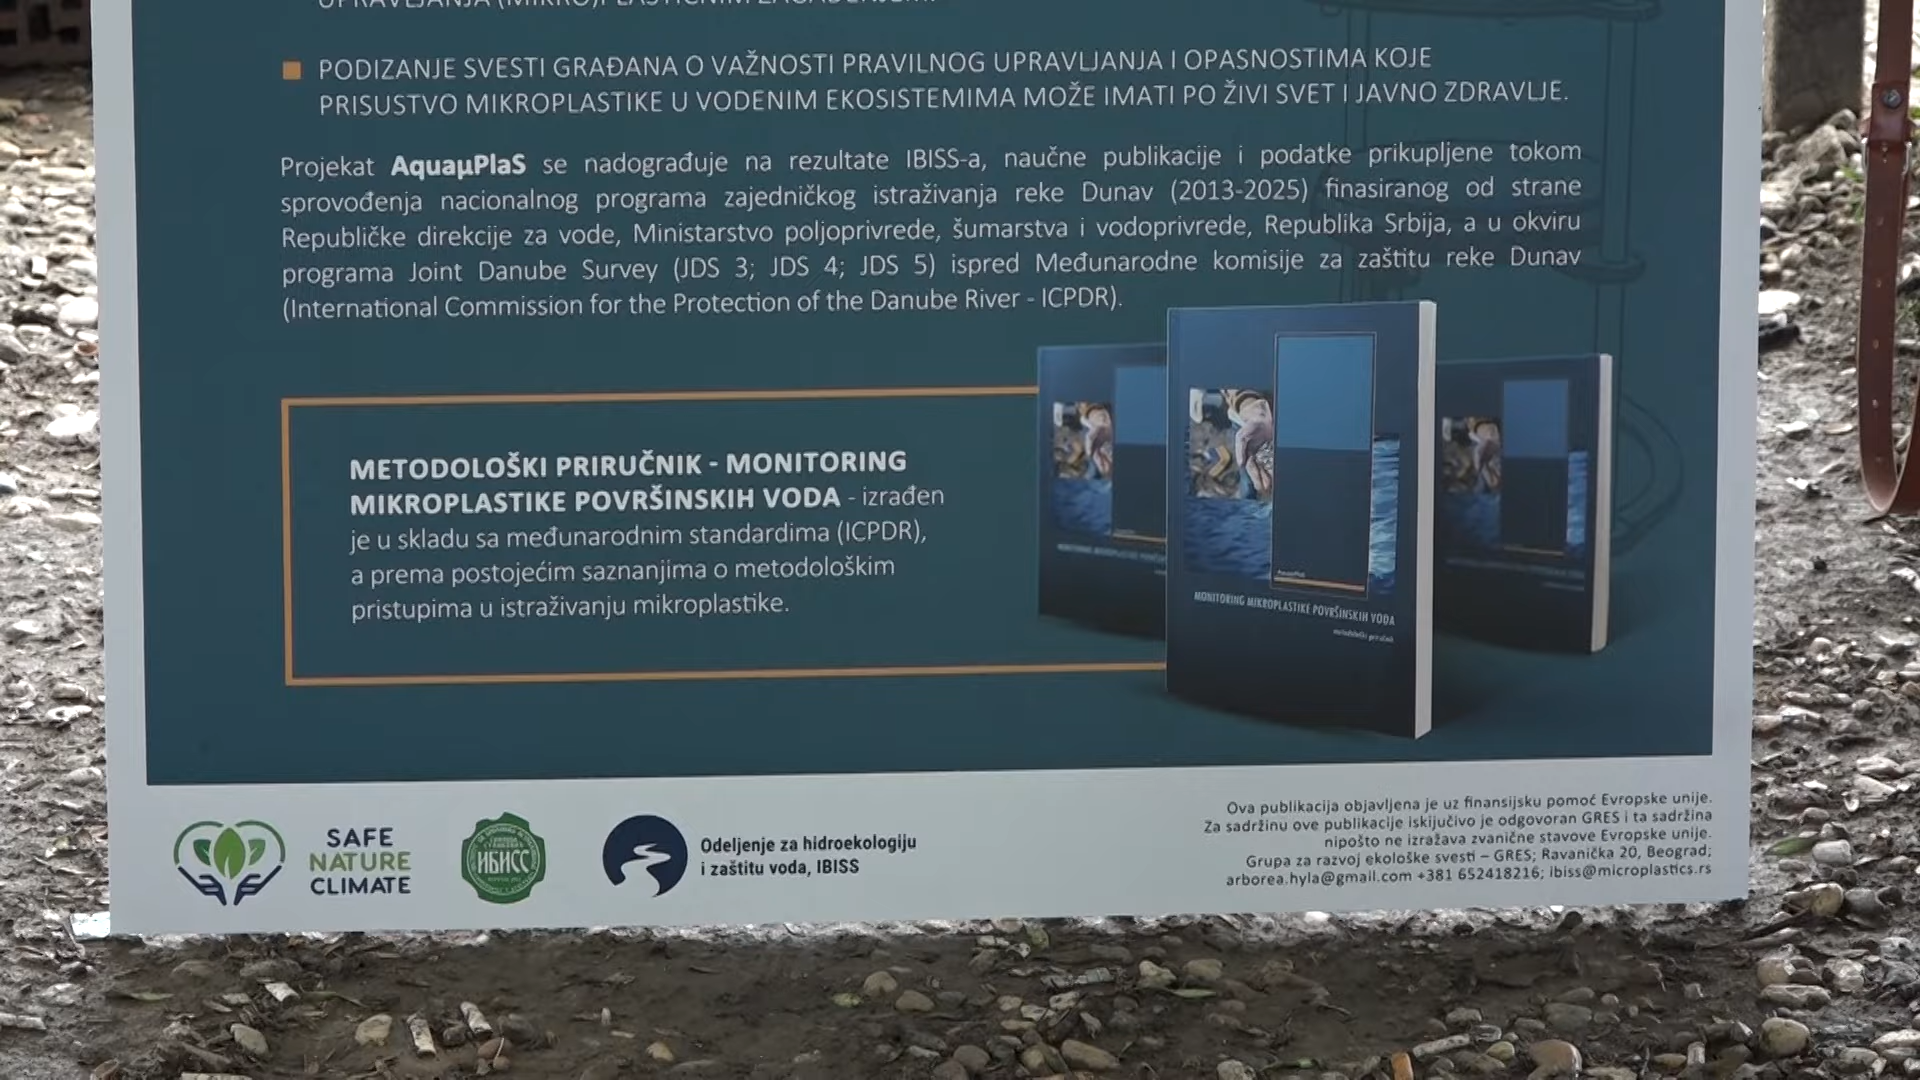 UPRAVLJANJA (MIKRO)PLASTIČNIM ZAGAĐENJEM.
PODIZANJE SVESTI GRAĐANA O VAŽNOSTI PRAVILNOG UPRAVLJANJA I OPASNOSTIMA KOJE
PRISUSTVO MIKROPLASTIKE U VODENIM EKOSISTEMIMA MOŽE IMATI PO ŽIVI SVET I JAVNO ZDRAVLJE.
Projekat AquaµPlaS se nadograđuje na rezultate IBISS-a, naučne publikacije i podatke prikupljene tokom
sprovođenja nacionalnog programa zajedničkog istraživanja reke Dunav (2013-2025) finasiranog od strane
Republičke direkcije za vode, Ministarstvo poljoprivrede, šumarstva i vodoprivrede, Republika Srbija, a u okviru
programa Joint Danube Survey (JDS 3; JDS 4; JDS 5) ispred Međunarodne komisije za zaštitu reke Dunav
(International Commission for the Protection of the Danube River - ICPDR).
METODOLOŠKI PRIRUČNIK - MONITORING
MIKROPLASTIKE POVRŠINSKIH VODA - izrađen
je u skladu sa međunarodnim standardima (ICPDR),
a prema postojećim saznanjima o metodološkim
pristupima u istraživanju mikroplastike.
MONITORING MIKROPLASTIKE POVRŠINSKIH VODA
metodološki priručnik
SAFE
NATURE
CLIMATE
ИБИСС
Odeljenje za hidroekologiju
i zaštitu voda, IBISS
Ova publikacija objavljena je uz finansijsku pomoć Evropske unije.
Za sadržinu ove publikacije isključivo je odgovoran GRES i ta sadržina
nipošto ne izražava zvanične stavove Evropske unije.
Grupa za razvoj ekološke svesti – GRES; Ravanička 20, Beograd;
arborea.hyla@gmail.com +381 652418216; ibiss@microplastics.rs